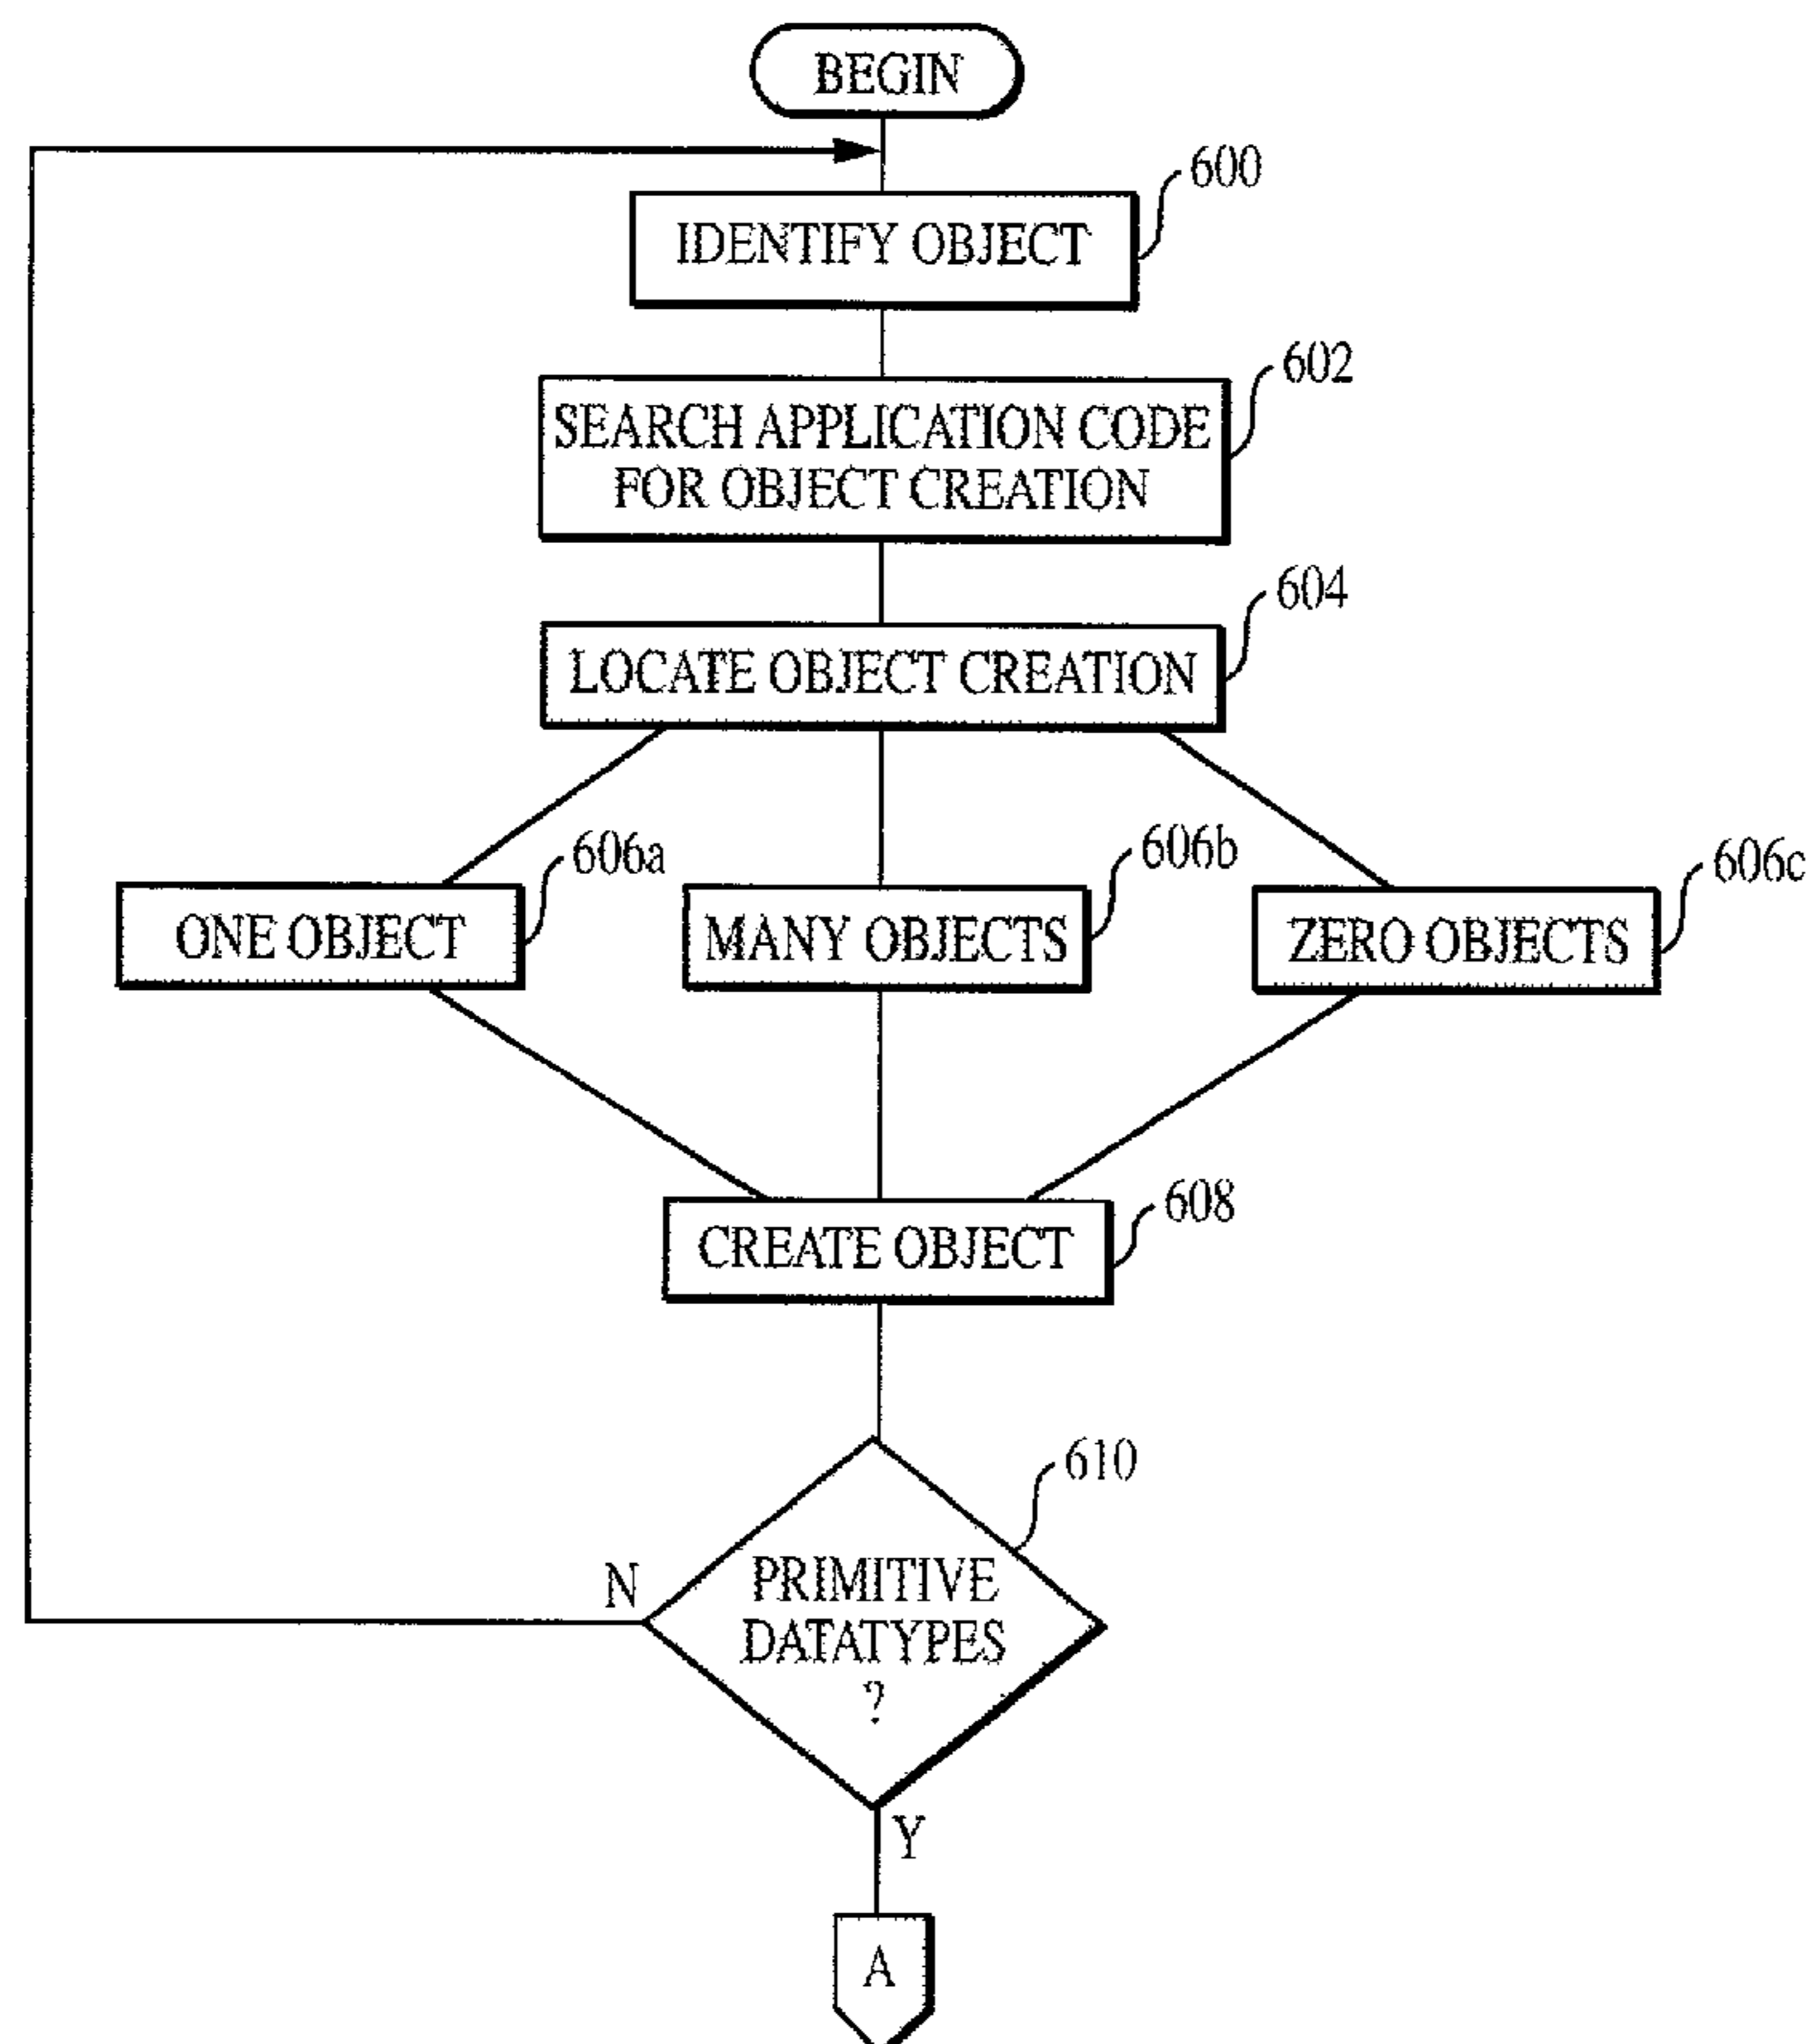 BEGIN
600
IDENTIFY OBJECT
602
SEARCH APPLICATION CODE
FOR OBJECT CREATION
604
LOCATE OBJECT CREATION
606a
606b
606c
ONE OBJECT
MANY OBJECTS
ZERO OBJECTS
608
CREATE OBJECT
610
N
PRIMITIVE
DATATYPES
?
Y
A